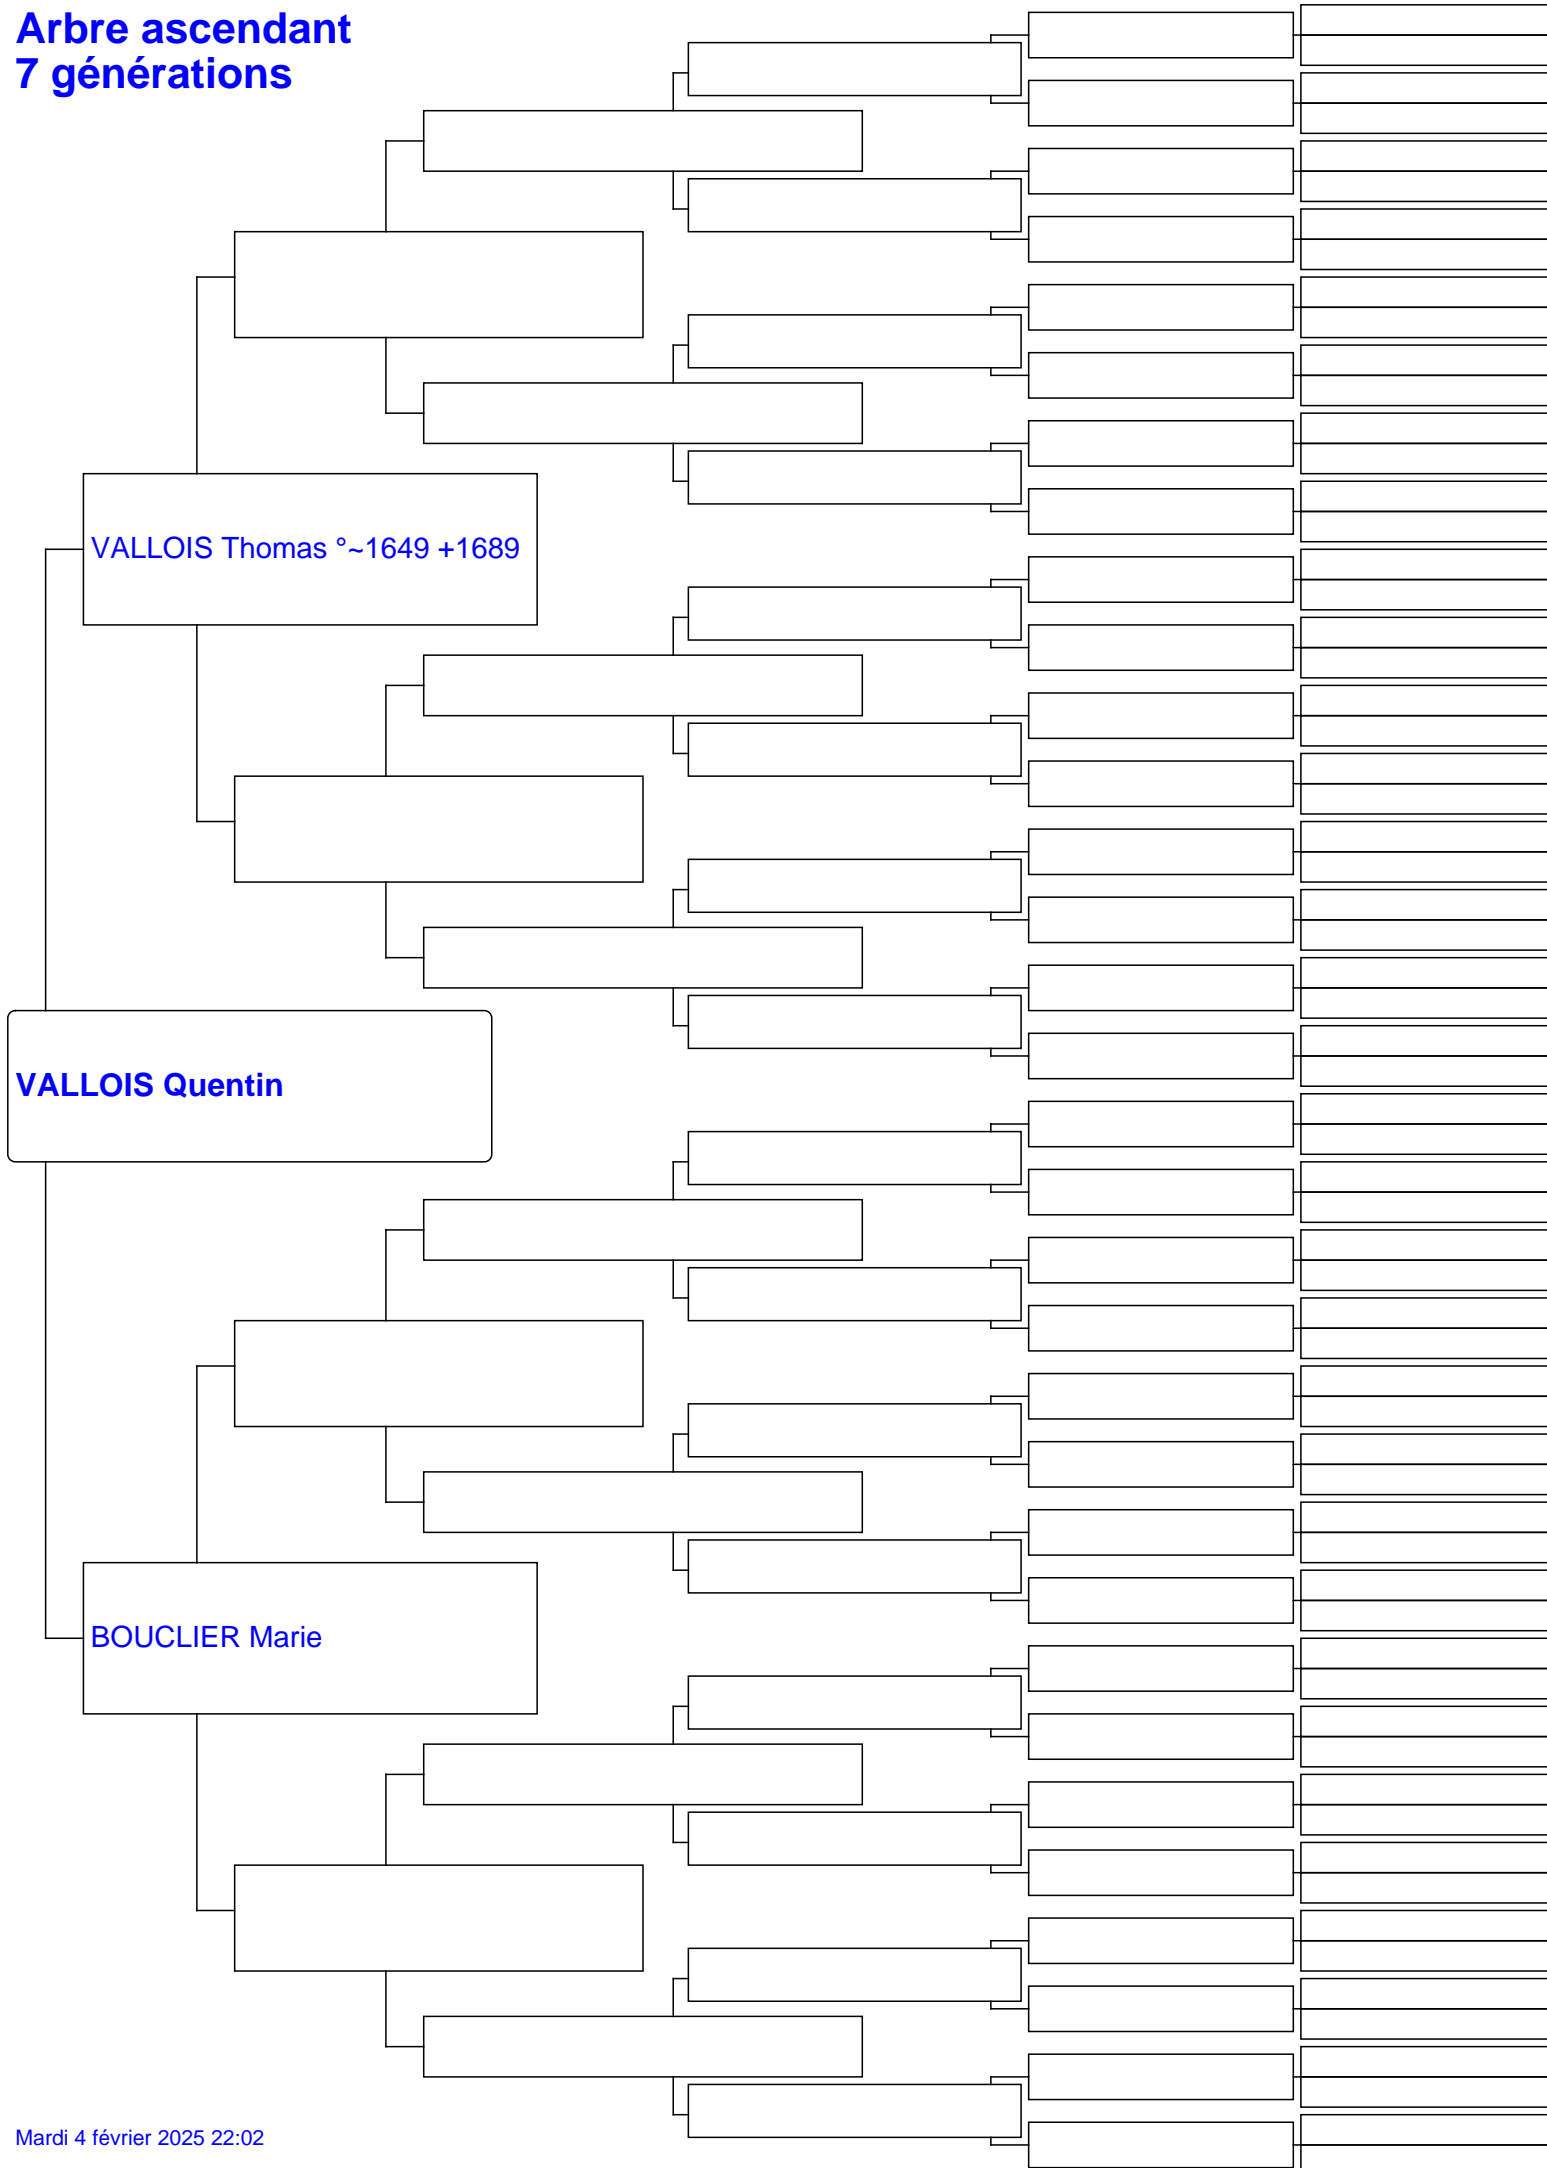 Arbre ascendant
7 générations
VALLOIS Thomas °~1649 +1689
VALLOIS Quentin
BOUCLIER Marie
Mardi 4 février 2025 22:02